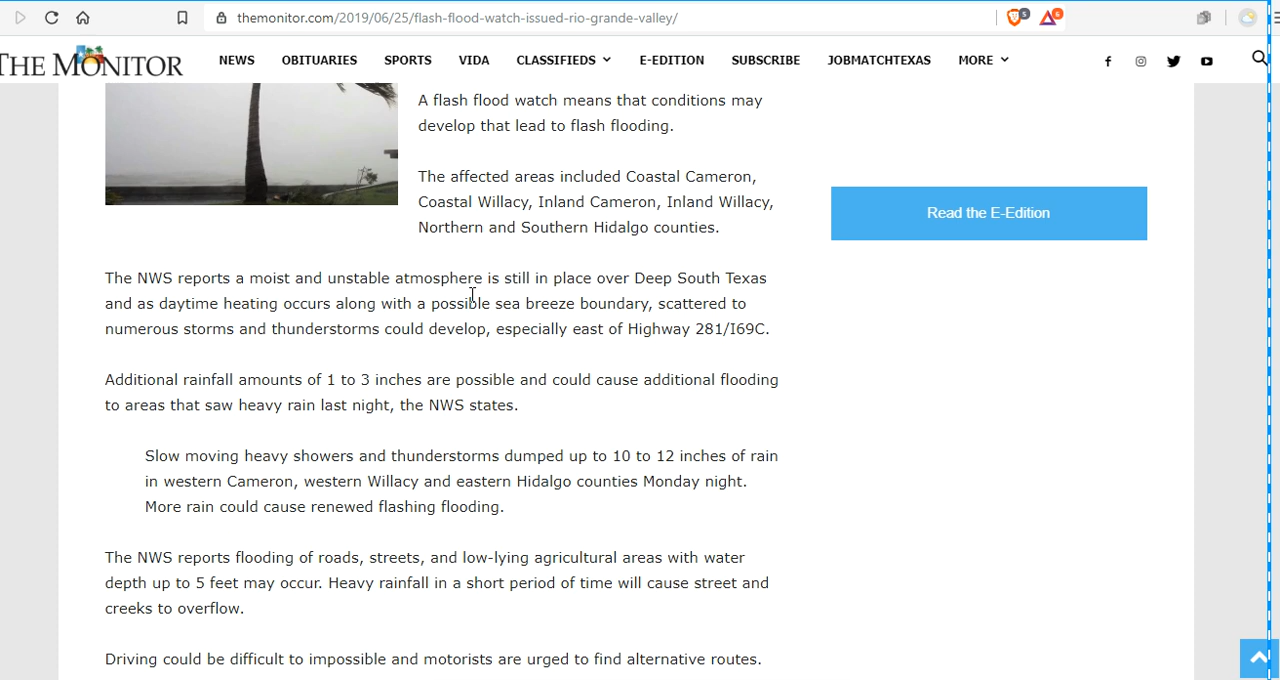 themonitor.com/2019/06/25/flash-flood-watch-issued-rio-grande-valley/
5
6
THE MONITOR
NEWS OBITUARIES SPORTS VIDA CLASSIFIEDS E-EDITION SUBSCRIBE JOBMATCHTEXAS MORE
A flash flood watch means that conditions may
develop that lead to flash flooding.
The affected areas included Coastal Cameron,
Coastal Willacy, Inland Cameron, Inland Willacy,
Northern and Southern Hidalgo counties.
Read the E-Edition
The NWS reports a moist and unstable atmosphere is still in place over Deep South Texas
and as daytime heating occurs along with a possible sea breeze boundary, scattered to
numerous storms and thunderstorms could develop, especially east of Highway 281/I69C.
Additional rainfall amounts of 1 to 3 inches are possible and could cause additional flooding
to areas that saw heavy rain last night, the NWS states.
Slow moving heavy showers and thunderstorms dumped up to 10 to 12 inches of rain
in western Cameron, western Willacy and eastern Hidalgo counties Monday night.
More rain could cause renewed flashing flooding.
The NWS reports flooding of roads, streets, and low-lying agricultural areas with water
depth up to 5 feet may occur. Heavy rainfall in a short period of time will cause street and
creeks to overflow.
Driving could be difficult to impossible and motorists are urged to find alternative routes.